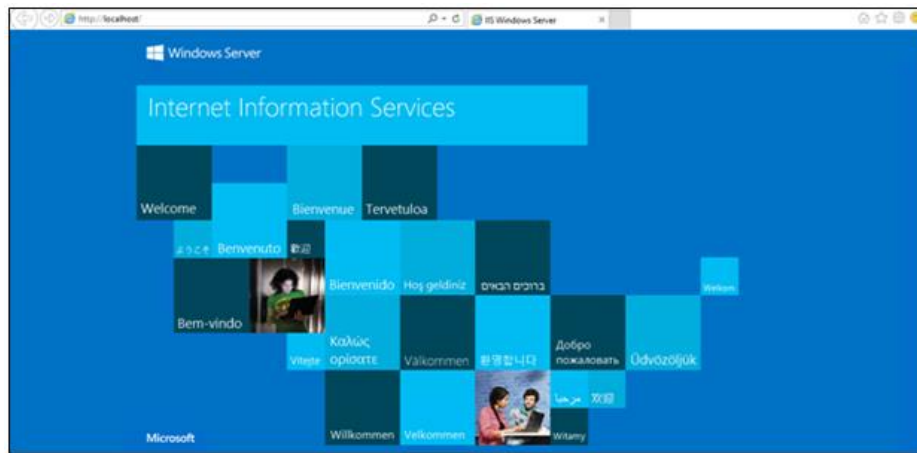 http://localhost/
IIS Windows Server
Windows Server
Internet Information Services
Welcome
Bienvenue
Tervetuloa
ようこそ
Benvenuto
歡迎
Bienvenido
Hoş geldiniz
ברוכים הבאים
Welkom
Bem-vindo
Vítejte
Καλώς
ορίσατε
Välkommen
환영합니다
Добро
пожаловать
Üdvözöljük
مرحبا
欢迎
Willkommen
Velkommen
Witamy
Microsoft